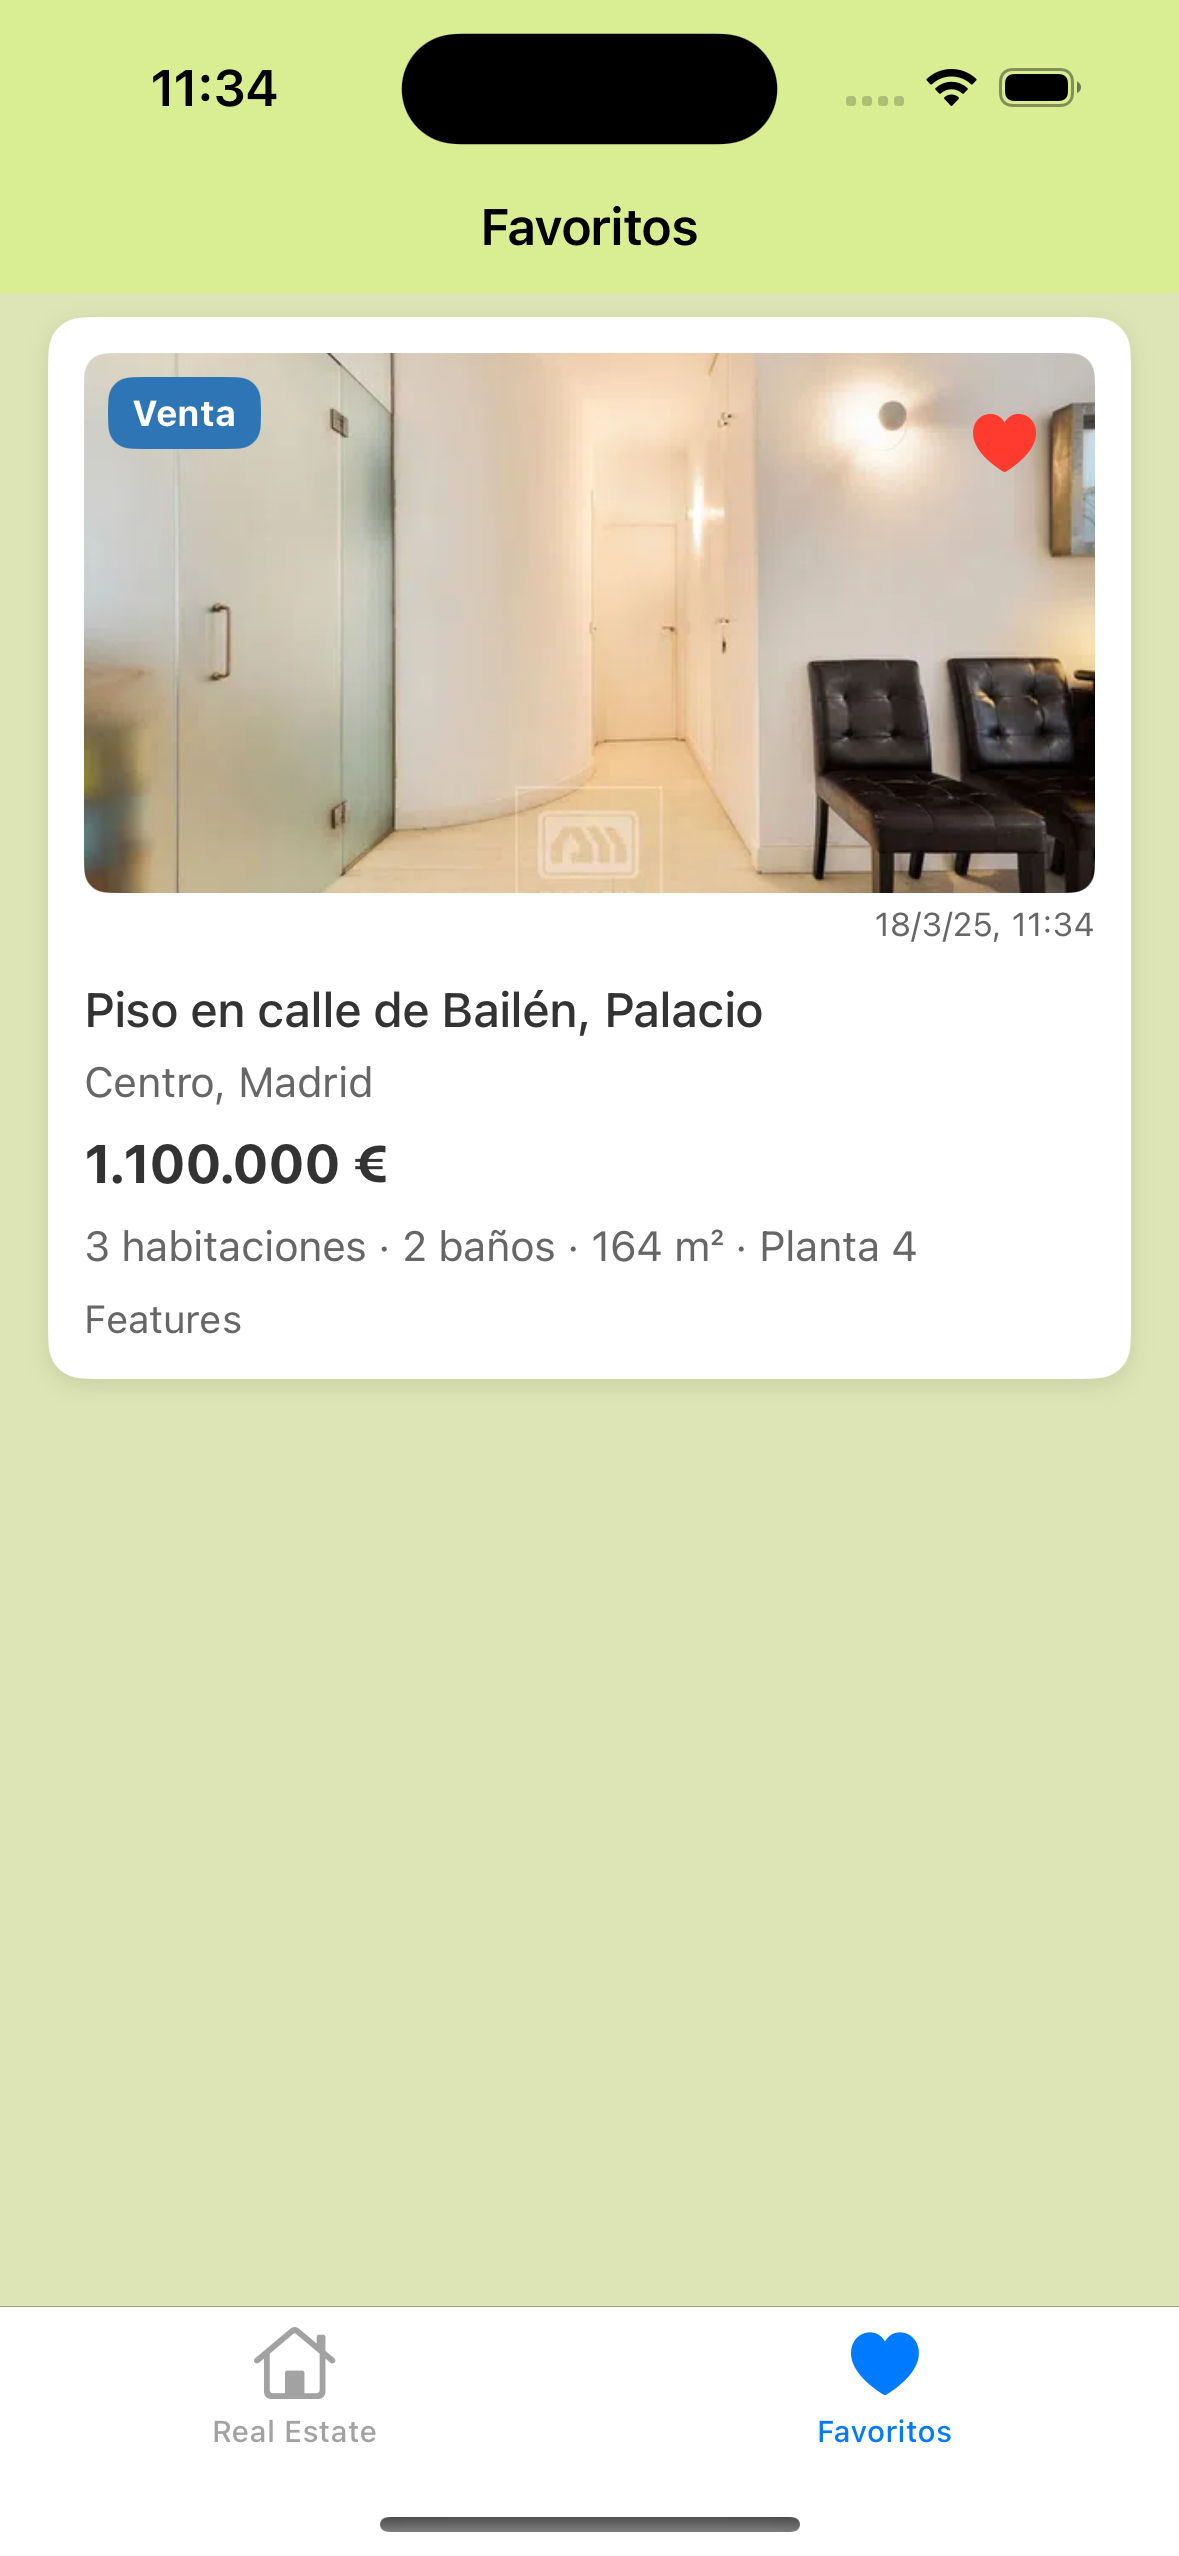 11:34
Favoritos
Venta
18/3/25, 11:34
Piso en calle de Bailén, Palacio
Centro, Madrid
1.100.000 €
3 habitaciones · 2 baños · 164 m² · Planta 4
Features
Real Estate
Favoritos